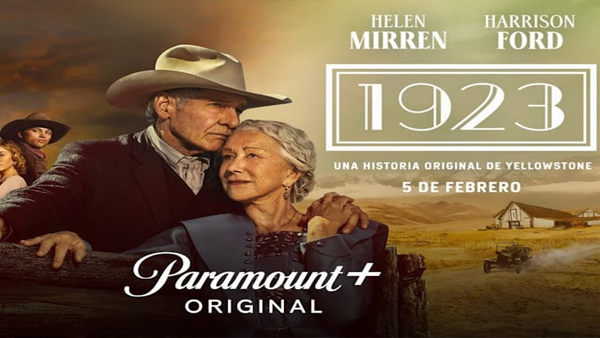 HELEN
MIRREN
HARRISON
FORD
1923
UNA HISTORIA ORIGINAL DE YELLOWSTONE
5 DE FEBRERO
Paramount+
ORIGINAL